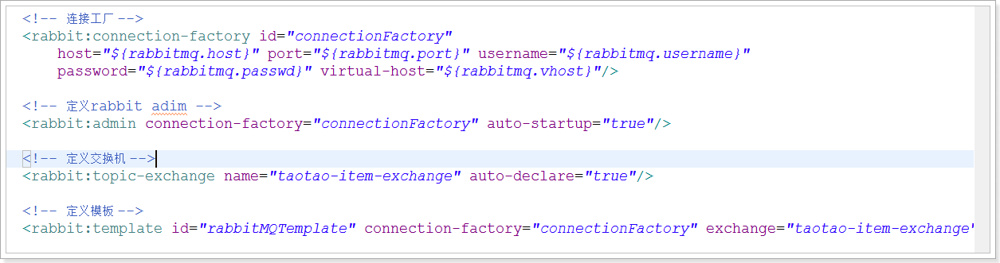 <!-- 连接工厂 -->
<rabbit:connection-factory id="connectionFactory"
host="${rabbitmq.host}" port="${rabbitmq.port}" username="${rabbitmq.username}"
password="${rabbitmq.passwd}" virtual-host="${rabbitmq.vhost}"/>
<!-- 定义rabbit adim -->
<rabbit:admin connection-factory="connectionFactory" auto-startup="true"/>
<!-- 定义交换机 -->
<rabbit:topic-exchange name="taotao-item-exchange" auto-declare="true"/>
<!-- 定义模板 -->
<rabbit:template id="rabbitMQTemplate" connection-factory="connectionFactory" exchange="taotao-item-exchange"